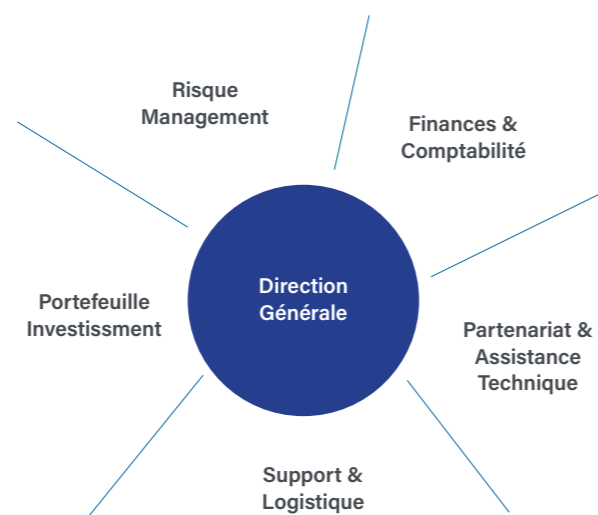 Risque
Management
Finances &
Comptabilité
Direction
Générale
Portefeuille
Investissment
Partenariat &
Assistance
Technique
Support &
Logistique